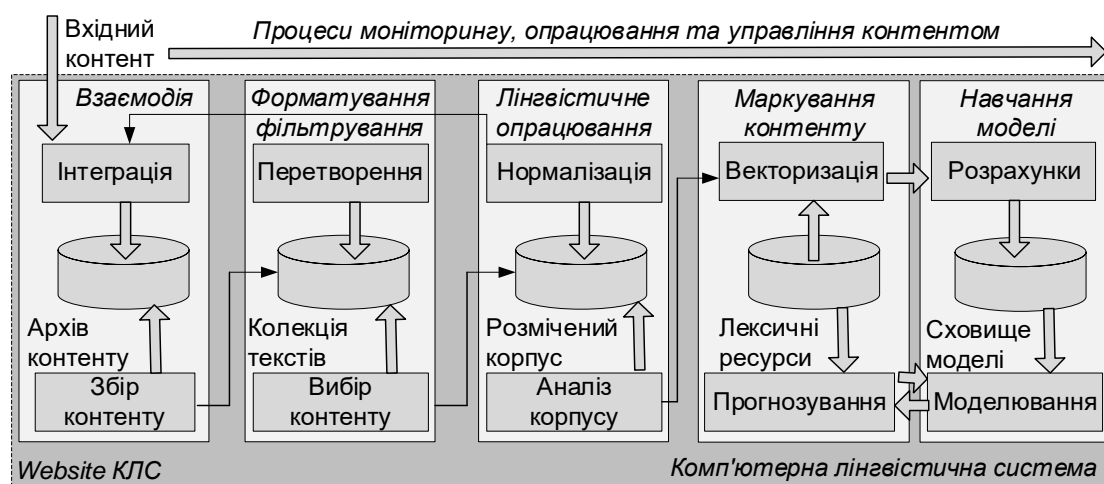 Вхідний
контент
Процеси моніторингу, опрацювання та управління контентом
Взаємодія
Інтеграція
Архів
контенту
Збір
контенту
Форматування
фільтрування
Перетворення
Колекція
текстів
Вибір
контенту
Лінгвістичне
опрацювання
Нормалізація
Розмічений
корпус
Аналіз
корпусу
Маркування
контенту
Векторизація
Лексичні
ресурси
Прогнозування
Навчання
моделі
Розрахунки
Сховище
моделі
Моделювання
Website КЛС
Комп'ютерна лінгвістична система